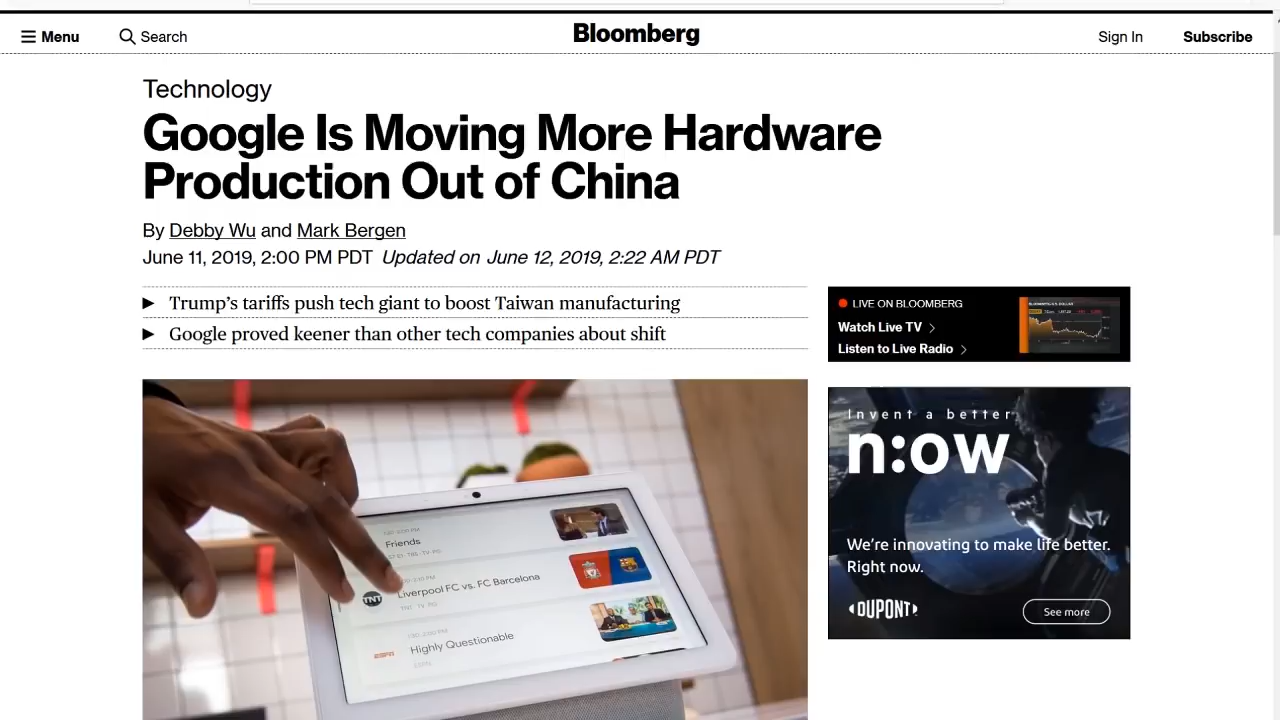 Menu
Search
Bloomberg
Sign In
Subscribe
Technology
Google Is Moving More Hardware
Production Out of China
By Debby Wu and Mark Bergen
June 11, 2019, 2:00 PM PDT Updated on June 12, 2019, 2:22 AM PDT
► Trump’s tariffs push tech giant to boost Taiwan manufacturing
► Google proved keener than other tech companies about shift
LIVE ON BLOOMBERG
Watch Live TV >
Listen to Live Radio >
Invent a better
n:ow
We’re innovating to make life better.
Right now.
DUPONT
See more
Friends
TNT
Liverpool FC vs. FC Barcelona
ESPN
Highly Questionable